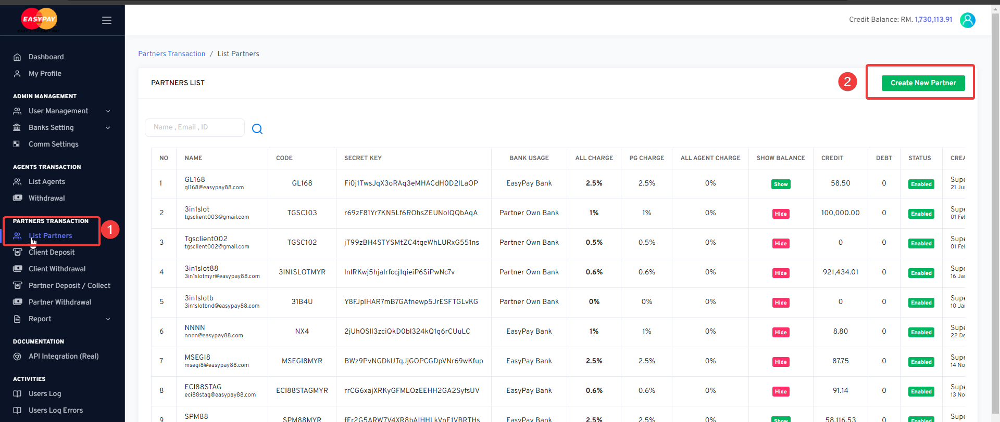 EASYPAY
EASY STEP EASY PAY
Credit Balance: RM. 1,730,113.91
Dashboard
My Profile
ADMIN MANAGEMENT
User Management
Banks Setting
Comm Settings
AGENTS TRANSACTION
List Agents
Withdrawal
PARTNERS TRANSACTION
List Partners
1
Client Deposit
Client Withdrawal
Partner Deposit / Collect
Partner Withdrawal
Report
DOCUMENTATION
API Integration (Real)
ACTIVITIES
Users Log
Users Log Errors
Partners Transaction / List Partners
PARTNERS LIST
2
Create New Partner
Name , Email , ID
NO NAME CODE SECRET KEY BANK USAGE ALL CHARGE PG CHARGE ALL AGENT CHARGE SHOW BALANCE CREDIT DEBT STATUS CREA
1 GL168 GL168 Fi0j1TwsJqX3oRAq3eMHACdH0D2ILaOP EasyPay Bank 2.5% 2.5% 0% Show 58.50 0 Enabled Supe
gl168@easypay88.com 21 Jun
2 3in1slot TGSC103 r69zF81Yr7KN5Lf6ROhsZEUNolQQbAqA Partner Own Bank 1% 1% 0% Hide 100,000.00 0 Enabled Supe
tgsclient003@gmail.com 01 Feb
3 Tgsclient002 TGSC102 jT99zBH4STYSMtZC4tgeWhLURxG551ns Partner Own Bank 0.5% 0.5% 0% Hide 0 0 Enabled Supe
tgsclient002@gmail.com 01 Feb
4 3in1slot88 3IN1SLOTMYR InIRKwj5hjaIrfccj1qieiP6SiPwNc7v Partner Own Bank 0.6% 0.6% 0% Hide 921,434.01 0 Enabled Supe
3in1slotmyr@easypay88.com 16 Jan
5 3in1slotb 31B4U Y8FJpIHAR7mB7GAfnewp5JrESFTGLvKG Partner Own Bank 0% 0% 0% Hide 0 0 Enabled Supe
3in1slotbnd@easypay88.com 10 Jan
6 NNNN NX4 2jUhOSII3zciQkD0bI324kQ1g6rCUuLC EasyPay Bank 1% 1% 0% Hide 8.80 0 Enabled Supe
nnnn@easypay88.com 22 De
7 MSEGI8 MSEGI8MYR BWz9PvNGDkUTqJjGOPCGDpVNr69wKfup EasyPay Bank 2.5% 2.5% 0% Hide 87.75 0 Enabled Supe
msegi8@easypay88.com 14 No
8 ECI88STAG ECI88STAGMYR rrCG6xajXRKyGFMLOzEEHH2GA2SyfsUV EasyPay Bank 0.6% 0.6% 0% Hide 91.14 0 Enabled Supe
eci88stag@easypay88.com 13 No
9 SPM88 SPM88MYR fFr2G5ARW7V4XR8bAIHHLkVnE1VBRTHs EasyPay Bank 2.5% 2.5% 0% Show 58,116.53 0 Enabled Supe